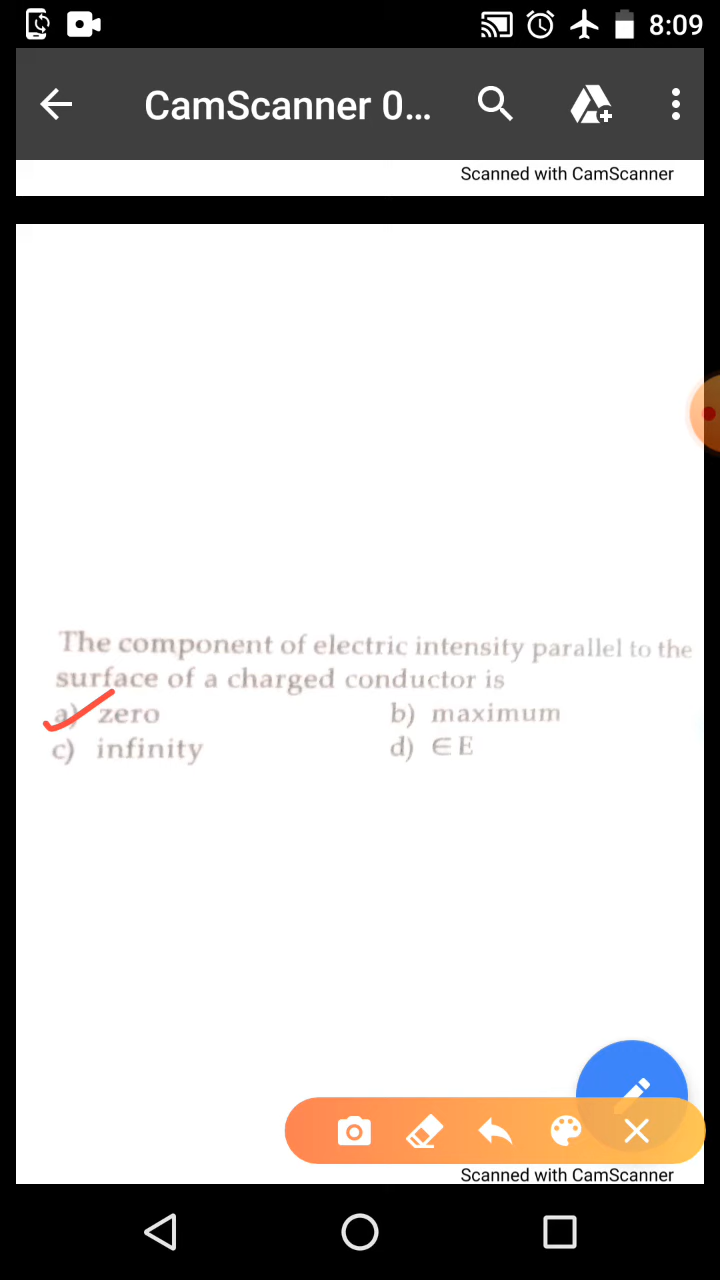 8:09
CamScanner 0...
Scanned with CamScanner
The component of electric intensity parallel to the
surface of a charged conductor is
a) zero b) maximum
c) infinity d) ∈ E
Scanned with CamScanner